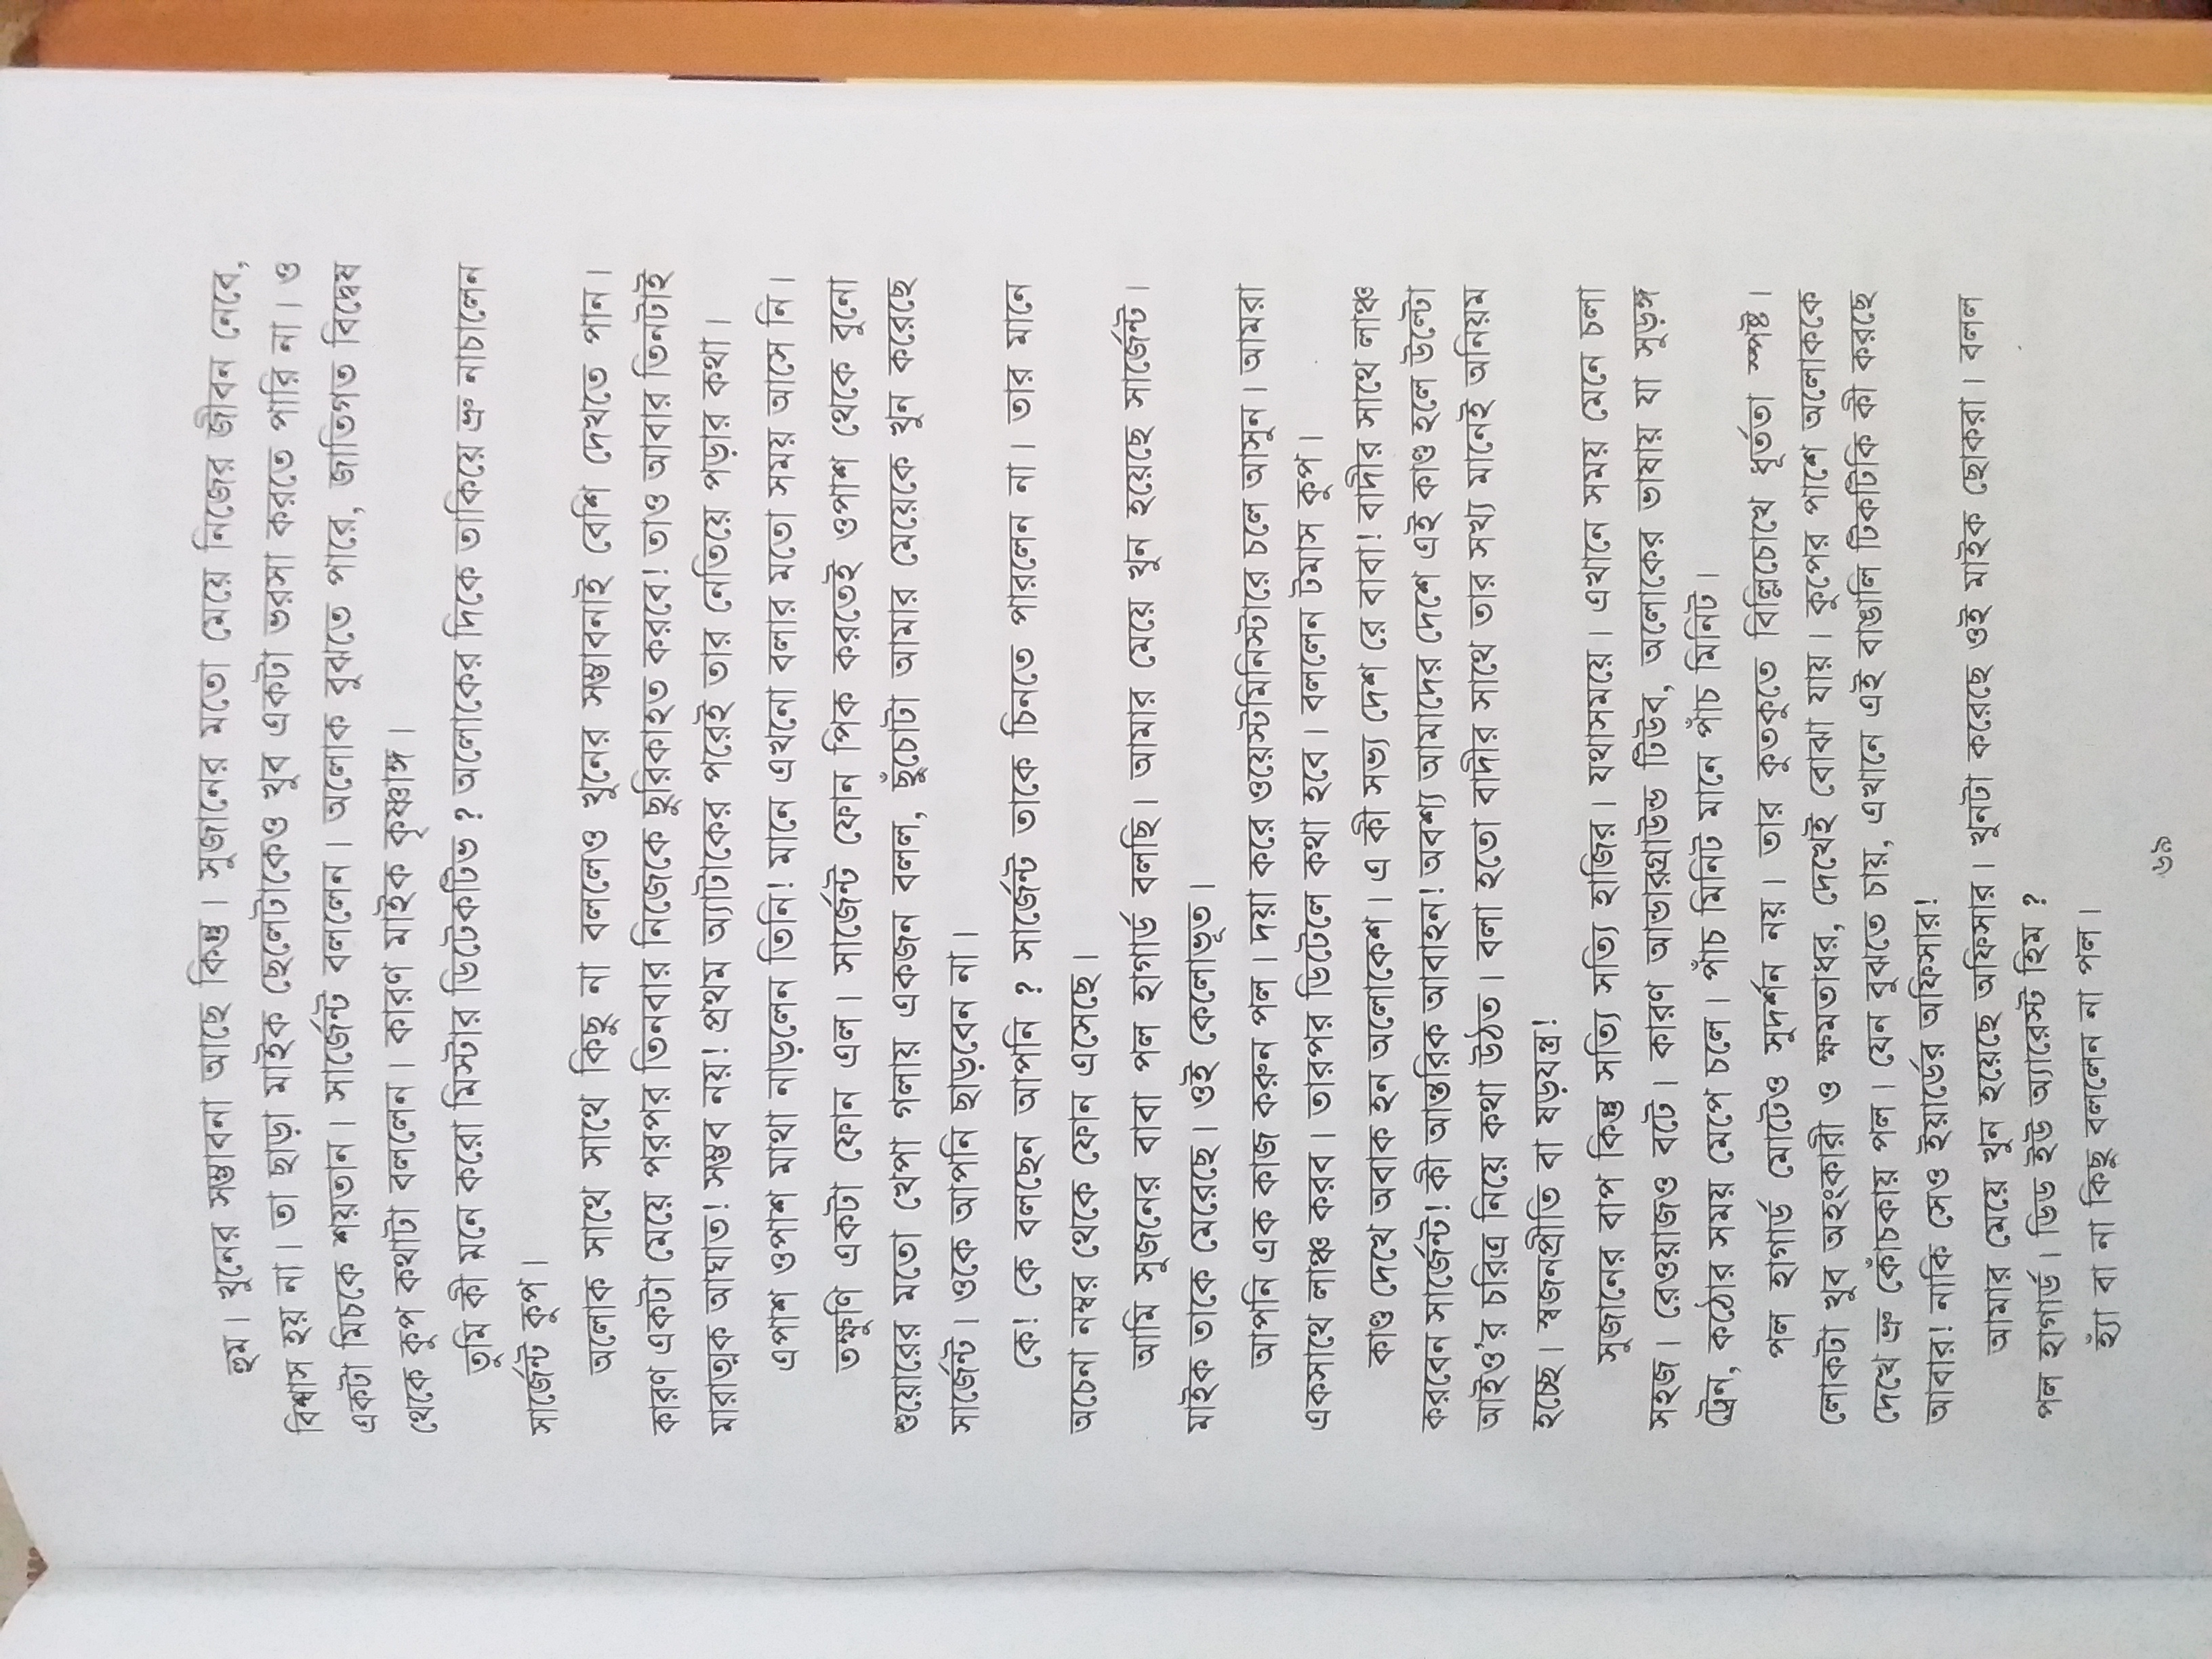 হুম। খুনের সম্ভাবনা আছে কিন্তু। সুজানের মতো মেয়ে নিজের জীবন নেবে,
বিশ্বাস হয় না। তা ছাড়া মাইক ছেলেটাকেও খুব একটা ভরসা করতে পারি না। ও
একটা মিচকে শয়তান। সার্জেন্ট বললেন। অলোক বুঝতে পারে, জাতিগত বিদ্বেষ
থেকে কুপ কথাটা বললেন। কারণ মাইক কৃষ্ণাঙ্গ।
তুমি কী মনে করো মিস্টার ডিটেকটিভ ? অলোকের দিকে তাকিয়ে ভ্রু নাচালেন
সার্জেন্ট কুপ।
অলোক সাথে সাথে কিছু না বললেও খুনের সম্ভাবনাই বেশি দেখতে পান।
কারণ একটা মেয়ে পরপর তিনবার নিজেকে ছুরিকাহত করবে! তাও আবার তিনটাই
মারাত্মক আঘাত! সম্ভব নয়! প্রথম অ্যাটাকের পরেই তার নেতিয়ে পড়ার কথা।
এপাশ ওপাশ মাথা নাড়লেন তিনি! মানে এখনো বলার মতো সময় আসে নি।
তক্ষুণি একটা ফোন এল। সার্জেন্ট ফোন পিক করতেই ওপাশ থেকে বুনো
শুয়োরের মতো খেপা গলায় একজন বলল, ছুঁচোটা আমার মেয়েকে খুন করেছে
সার্জেন্ট। ওকে আপনি ছাড়বেন না।
কে! কে বলছেন আপনি ? সার্জেন্ট তাকে চিনতে পারলেন না। তার মানে
অচেনা নম্বর থেকে ফোন এসেছে।
আমি সুজনের বাবা পল হাগার্ড বলছি। আমার মেয়ে খুন হয়েছে সার্জেন্ট।
মাইক তাকে মেরেছে। ওই কেলোভূত।
আপনি এক কাজ করুন পল। দয়া করে ওয়েস্টমিনিস্টারে চলে আসুন। আমরা
একসাথে লাঞ্চ করব। তারপর ডিটেলে কথা হবে। বললেন টমাস কুপ।
কাণ্ড দেখে অবাক হন অলোকেশ। এ কী সভ্য দেশ রে বাবা! বাদীর সাথে লাঞ্চ
করবেন সার্জেন্ট! কী আন্তরিক আবাহন! অবশ্য আমাদের দেশে এই কাণ্ড হলে উল্টো
আইও'র চরিত্র নিয়ে কথা উঠত। বলা হতো বাদীর সাথে তার সখ্য মানেই অনিয়ম
হচ্ছে। স্বজনপ্রীতি বা ষড়যন্ত্র!
সুজানের বাপ কিন্তু সত্যি সত্যি হাজির। যথাসময়ে। এখানে সময় মেনে চলা
সহজ। রেওয়াজও বটে। কারণ আন্ডারগ্রাউন্ড টিউব, অলোকের ভাষায় যা সুড়ঙ্গ
ট্রেন, কঠোর সময় মেপে চলে। পাঁচ মিনিট মানে পাঁচ মিনিট।
পল হাগার্ড মোটেও সুদর্শন নয়। তার কুতকুতে বিল্লিচোখে ধূর্ততা স্পষ্ট।
লোকটা খুব অহংকারী ও ক্ষমতাধর, দেখেই বোঝা যায়। কুপের পাশে অলোককে
দেখে ভ্রু কোঁচকায় পল। যেন বুঝতে চায়, এখানে এই বাঙালি টিকটিকি কী করছে
আবার! নাকি সেও ইয়ার্ডের অফিসার!
আমার মেয়ে খুন হয়েছে অফিসার। খুনটা করেছে ওই মাইক ছোকরা। বলল
পল হাগার্ড। ডিড ইউ অ্যারেস্ট হিম ?
হ্যাঁ বা না কিছু বললেন না পল।
৬৯